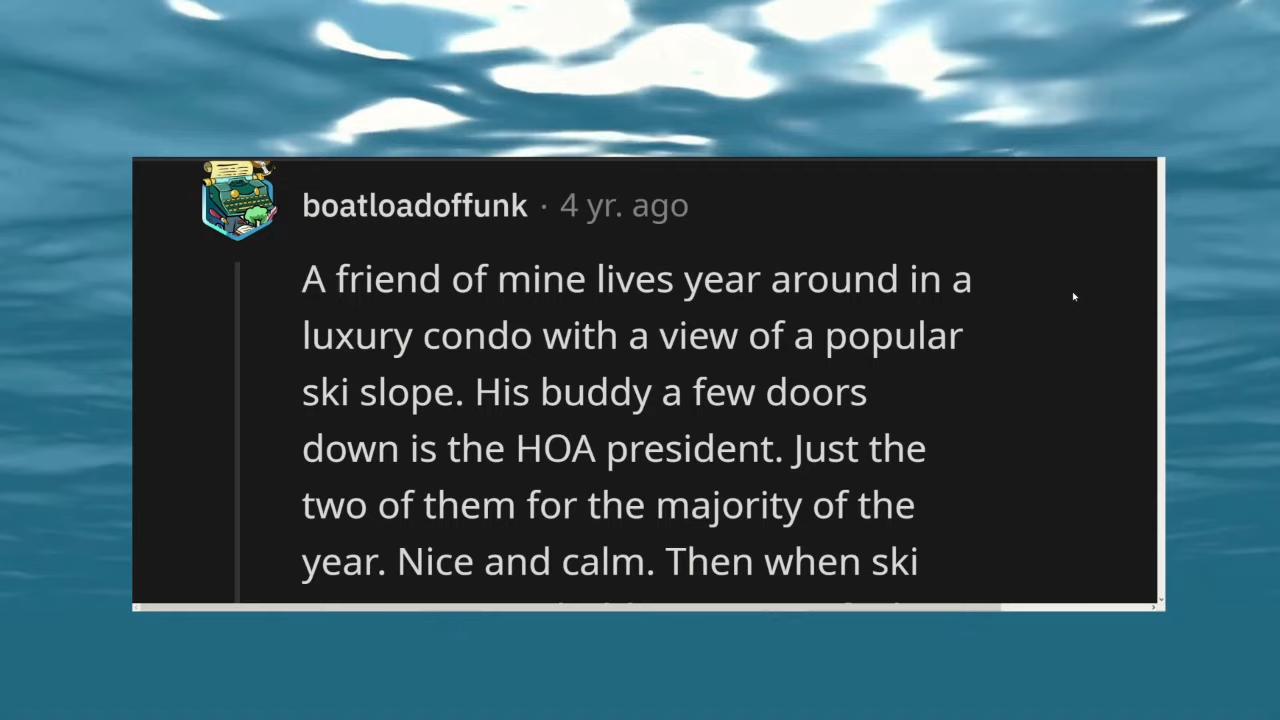 boatloadoffunk · 4 yr. ago
A friend of mine lives year around in a
luxury condo with a view of a popular
ski slope. His buddy a few doors
down is the HOA president. Just the
two of them for the majority of the
year. Nice and calm. Then when ski